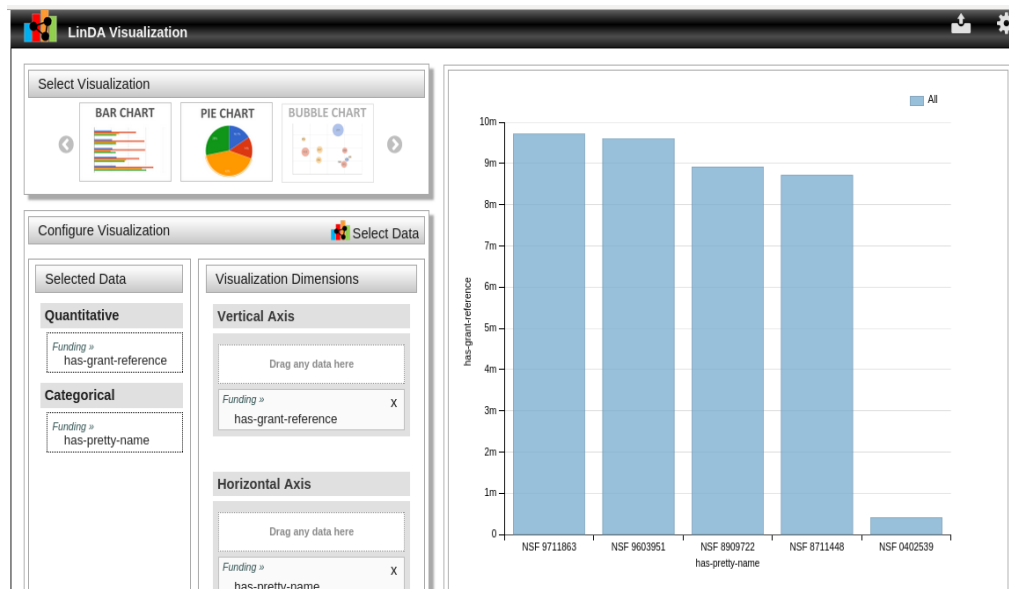 LinDA Visualization
Select Visualization
BAR CHART
PIE CHART
BUBBLE CHART
Configure Visualization
Select Data
Selected Data
Quantitative
Funding »
has-grant-reference
Categorical
Funding »
has-pretty-name
Visualization Dimensions
Vertical Axis
Drag any data here
Funding »
has-grant-reference
X
Horizontal Axis
Drag any data here
Funding »
has-pretty-name
X
All
10m
9m
8m
7m
6m
5m
4m
3m
2m
1m
0
has-grant-reference
NSF 9711863
NSF 9603951
NSF 8909722
NSF 8711448
NSF 0402539
has-pretty-name